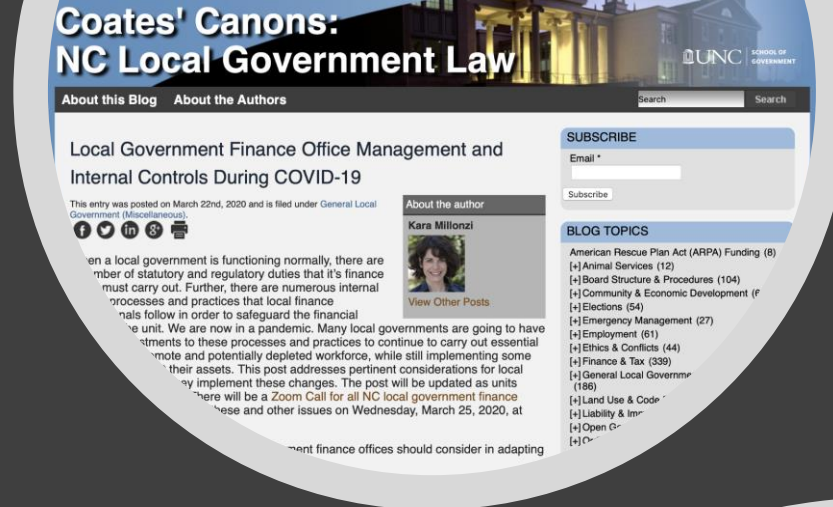 Coates' Canons:
NC Local Government Law
UNC SCHOOL OF
GOVERNMENT
About this Blog About the Authors
Search Search
Local Government Finance Office Management and
Internal Controls During COVID-19
This entry was posted on March 22nd, 2020 and is filed under General Local
Government (Miscellaneous).
About the author
Kara Millonzi
View Other Posts
a local government is functioning normally, there are
of statutory and regulatory duties that it's finance
must carry out. Further, there are numerous internal
processes and practices that local finance
follow in order to safeguard the financial
unit. We are now in a pandemic. Many local governments are going to have
to these processes and practices to continue to carry out essential
and potentially depleted workforce, while still implementing some
their assets. This post addresses pertinent considerations for local
implement these changes. The post will be updated as units
There will be a Zoom Call for all NC local government finance
and other issues on Wednesday, March 25, 2020, at
finance offices should consider in adapting
SUBSCRIBE
Email *
Subscribe
BLOG TOPICS
American Rescue Plan Act (ARPA) Funding (8)
[+]Animal Services (12)
[+]Board Structure & Procedures (104)
[+]Community & Economic Development
[+]Elections (54)
[+]Emergency Management (27)
[+]Employment (61)
[+]Ethics & Conflicts (44)
[+]Finance & Tax (339)
[+]General Local
(186)
[+]Land Use & Code
[+]Liability &
[+]Open